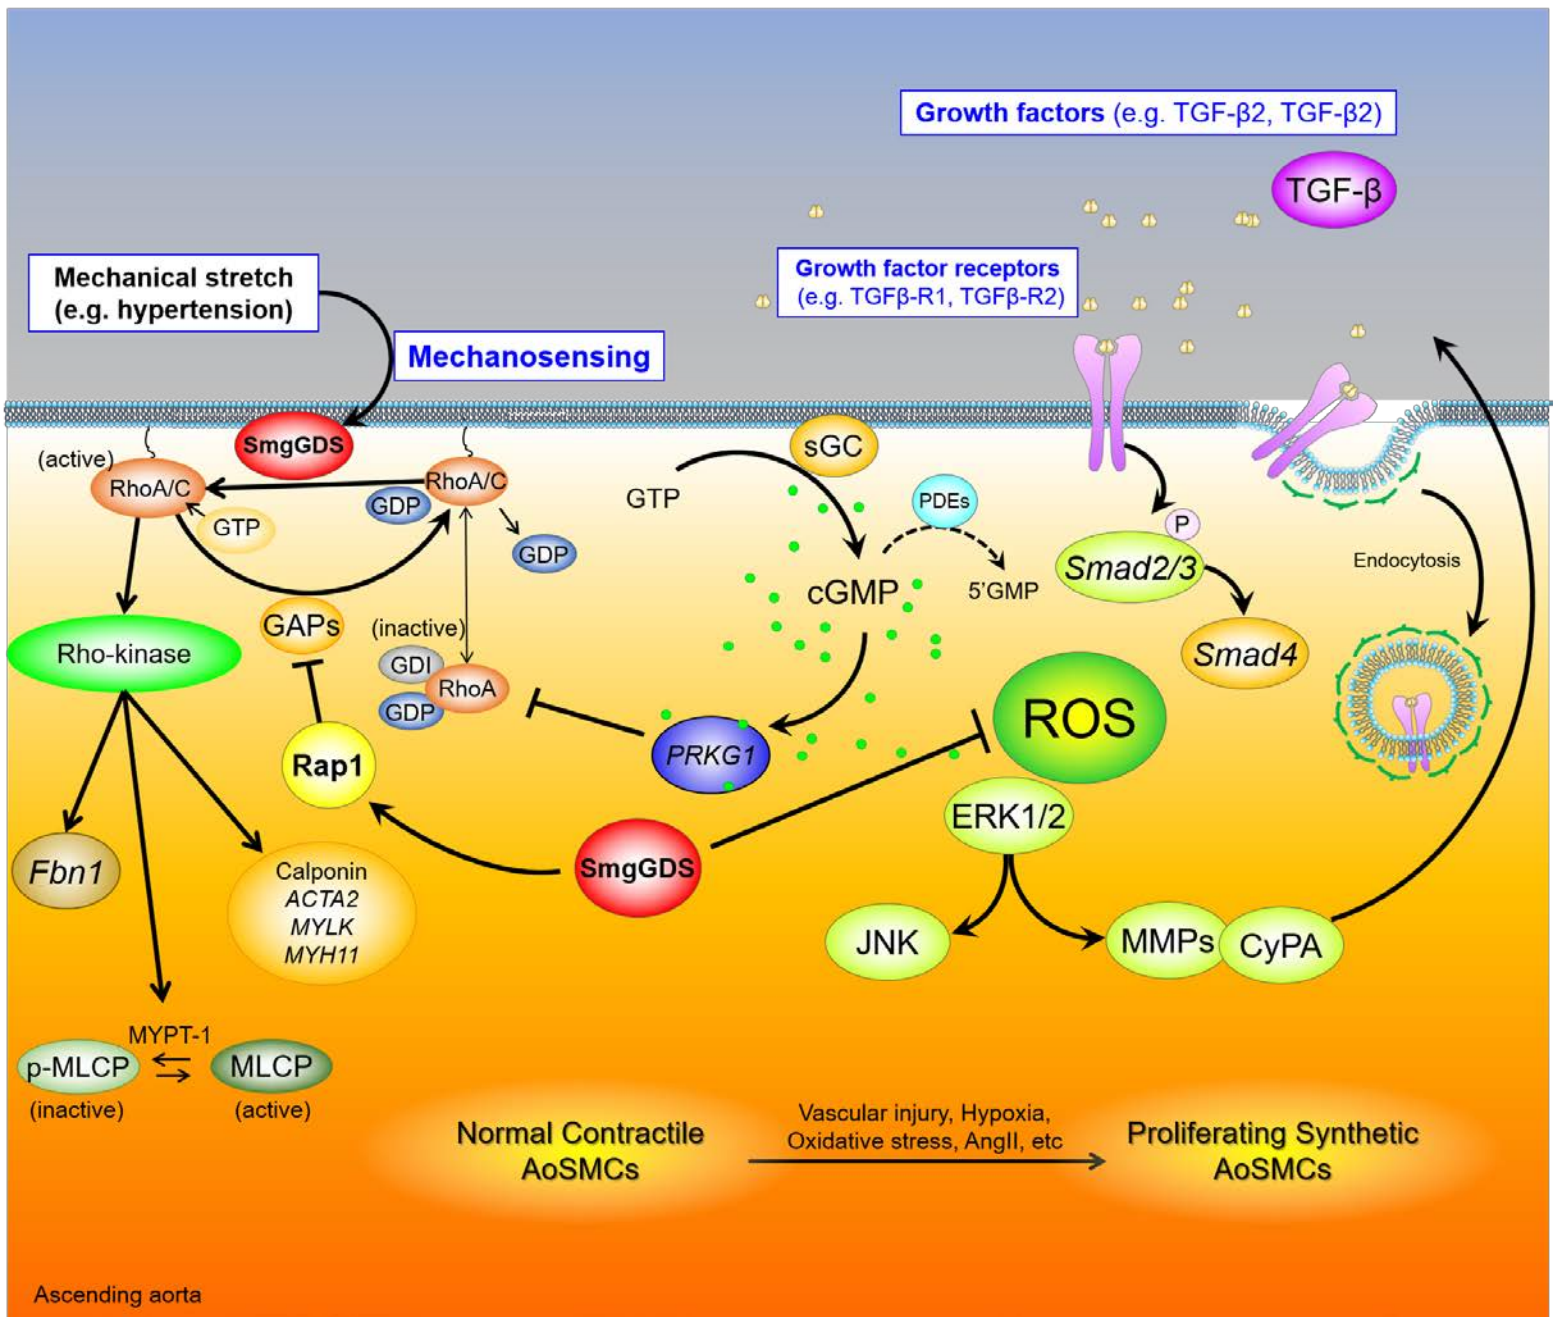 Growth factors (e.g. TGF-β2, TGF-β2)
TGF-β
Mechanical stretch
(e.g. hypertension)
Growth factor receptors
(e.g. TGFβ-R1, TGFβ-R2)
Mechanosensing
SmgGDS
sGC
(active)
RhoA/C
RhoA/C
GDP
GTP
GTP
PDEs
P
GDP
Smad2/3
Endocytosis
cGMP
5'GMP
GAPs
(inactive)
Rho-kinase
GDI
RhoA
GDP
Smad4
ROS
PRKG1
Rap1
ERK1/2
Fbn1
Calponin
ACTA2
MYLK
MYH11
SmgGDS
JNK
MMPs
CyPA
MYPT-1
p-MLCP
MLCP
(inactive)
(active)
Normal Contractile
AoSMCs
Vascular injury, Hypoxia,
Oxidative stress, AngII, etc
Proliferating Synthetic
AoSMCs
Ascending aorta